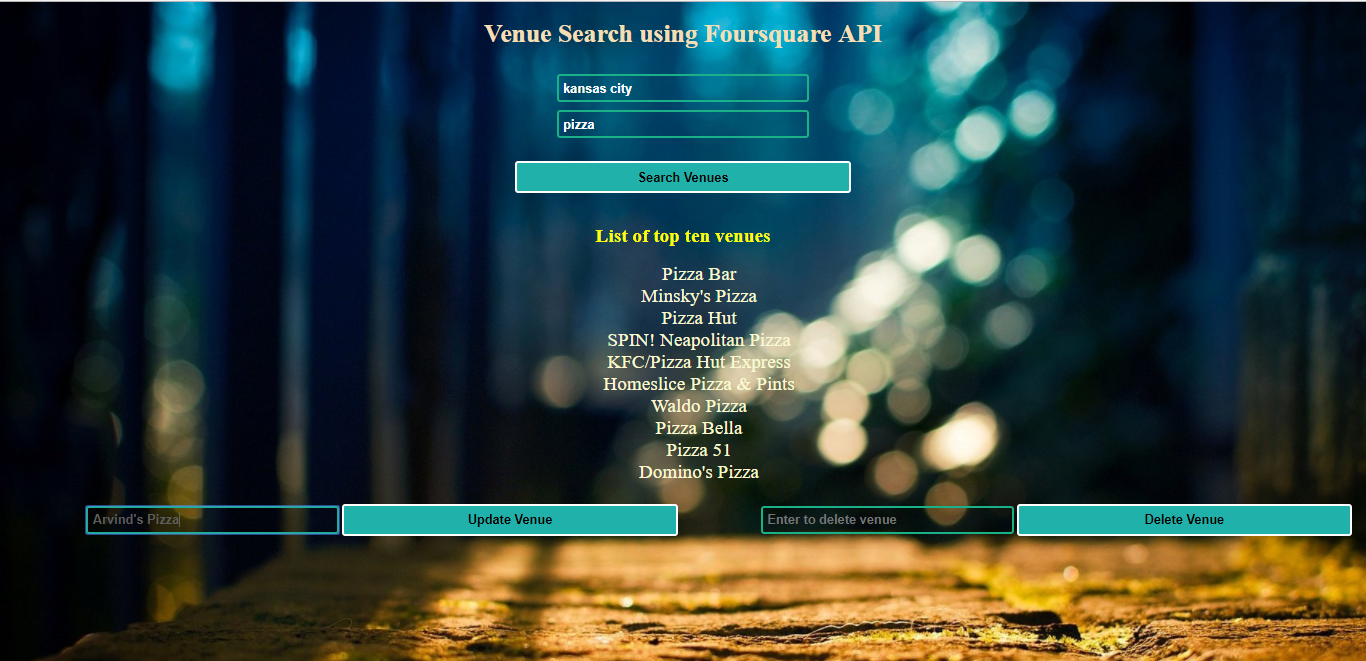 Venue Search using Foursquare API
kansas city
pizza
Search Venues
List of top ten venues
Pizza Bar
Minsky's Pizza
Pizza Hut
SPIN! Neapolitan Pizza
KFC/Pizza Hut Express
Homeslice Pizza & Pints
Waldo Pizza
Pizza Bella
Pizza 51
Domino's Pizza
Arvind's Pizza Update Venue Enter to delete venue Delete Venue